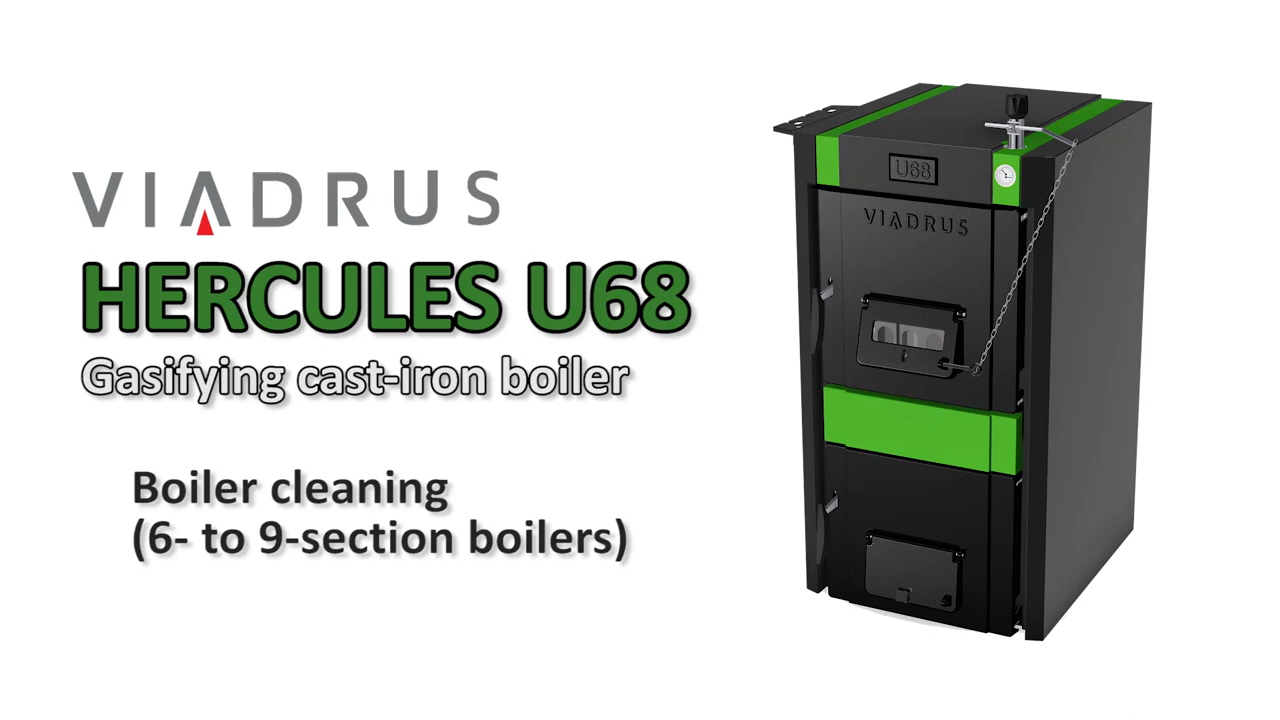 VIADRUS
HERCULES U68
Gasifying cast-iron boiler
Boiler cleaning
(6- to 9-section boilers)
U68
VIADRUS